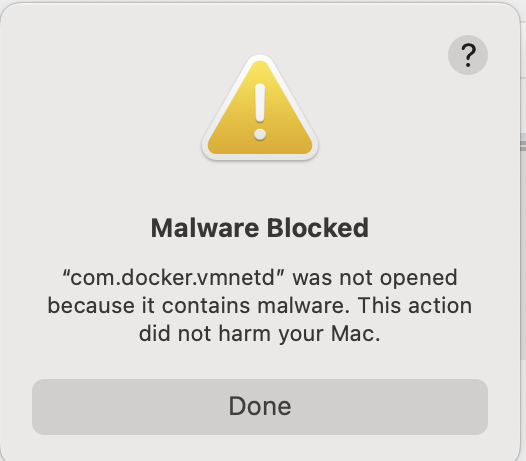 ?
Malware Blocked
“com.docker.vmnetd” was not opened
because it contains malware. This action
did not harm your Mac.
Done